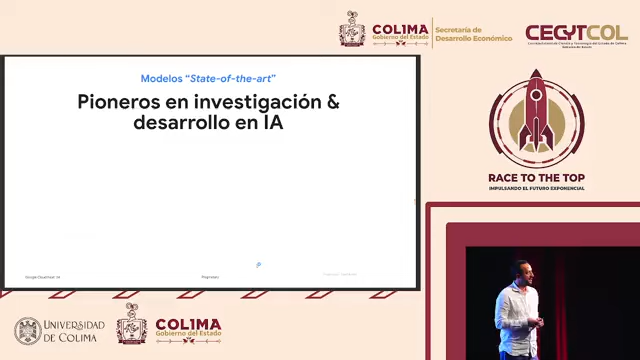 COLIMA
Gobierno del Estado
Secretaría de
Desarrollo Económico
CECYTCOL
Modelos “State-of-the-art”
Pioneros en investigación &
desarrollo en IA
RACE TO THE TOP
IMPULSANDO EL FUTURO EXPONENCIAL
UNIVERSIDAD
DE COLIMA
COLIMA
Gobierno del Estado